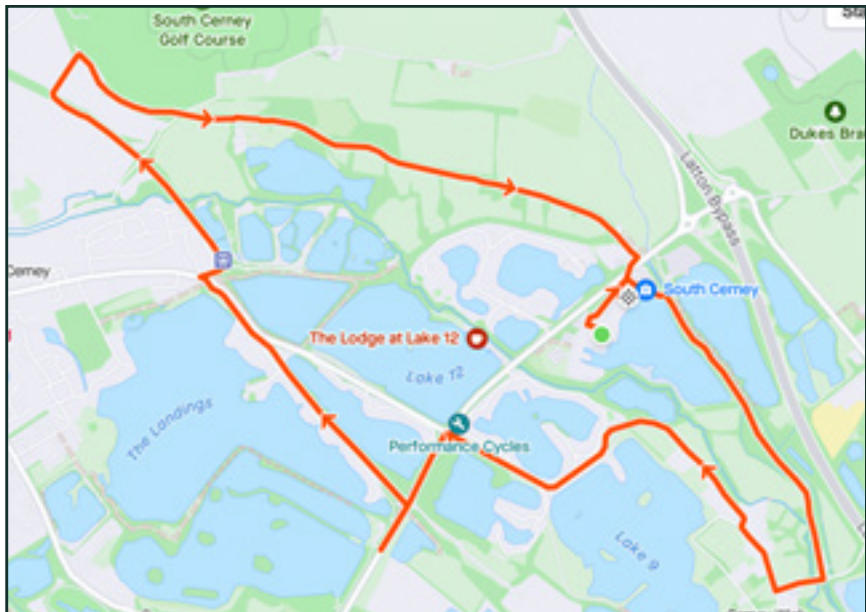 South Cerney
Golf Course
Dukes Bra
Latton Bypass
Cerney
South Cerney
The Lodge at Lake 12
Lake 12
The Landings
Performance Cycles
Lake 9